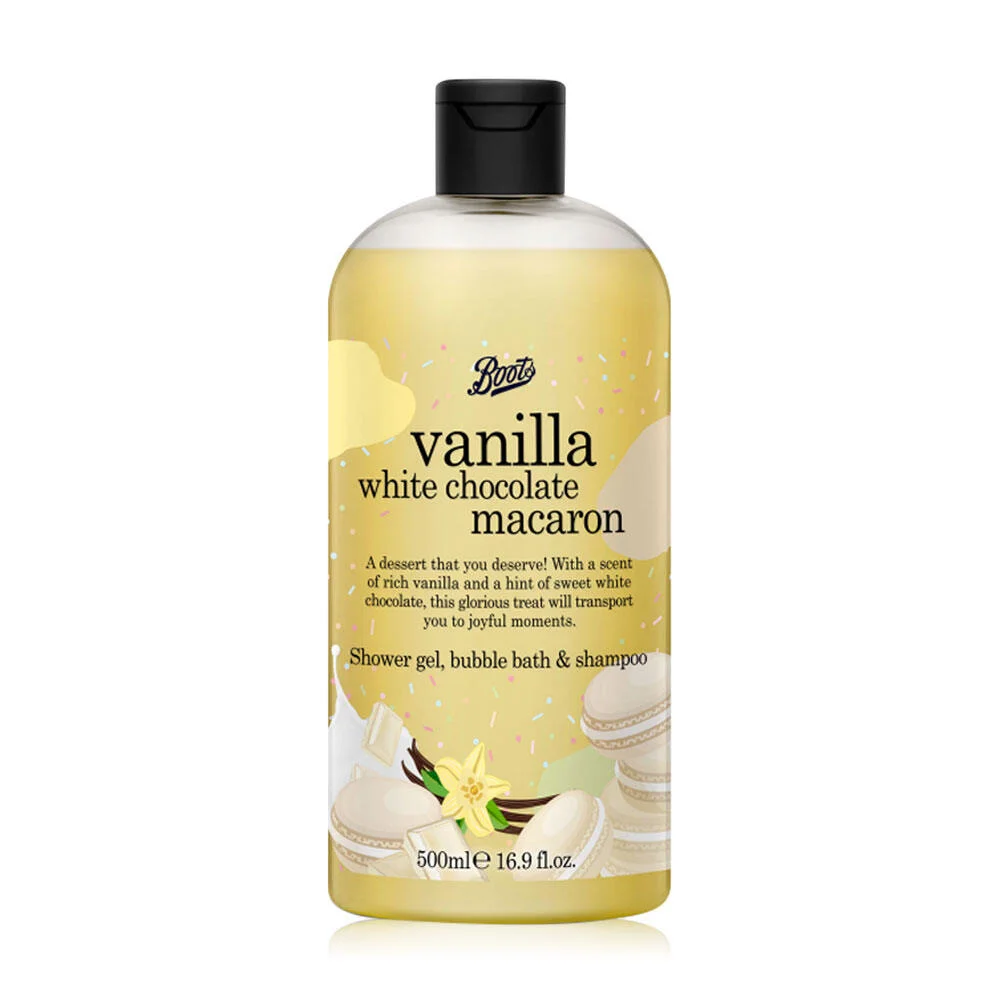 Boots
vanilla
white chocolate
macaron
A dessert that you deserve! With a scent
of rich vanilla and a hint of sweet white
chocolate, this glorious treat will transport
you to joyful moments.
Shower gel, bubble bath & shampoo
500ml℮ 16.9 fl.oz.